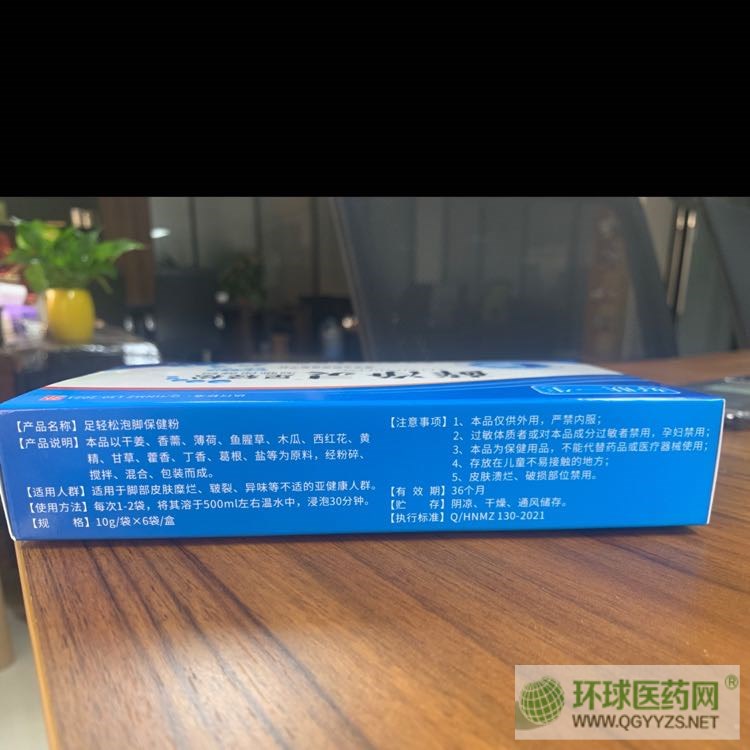 【产品名称】足轻松泡脚保健粉
【产品说明】本品以干姜、香薷、薄荷、鱼腥草、木瓜、西红花、黄
精、甘草、藿香、丁香、葛根、盐等为原料，经粉碎、
搅拌、混合、包装而成。
【适用人群】适用于脚部皮肤糜烂、皲裂、异味等不适的亚健康人群。
【使用方法】每次1-2袋，将其溶于500ml左右温水中，浸泡30分钟。
【规　　格】10g/袋×6袋/盒
【注意事项】1、本品仅供外用，严禁内服；
2、过敏体质者或对本品成分过敏者禁用，孕妇禁用；
3、本品为保健用品，不能代替药品或医疗器械使用；
4、存放在儿童不易接触的地方；
5、皮肤溃烂、破损部位禁用。
【有 效 期】36个月
【贮　　存】阴凉、干燥、通风储存。
【执行标准】Q/HNMZ 130-2021
执行标准：Q/HNMZ 130-2021
环球医药网®
WWW.QGYYZS.NET